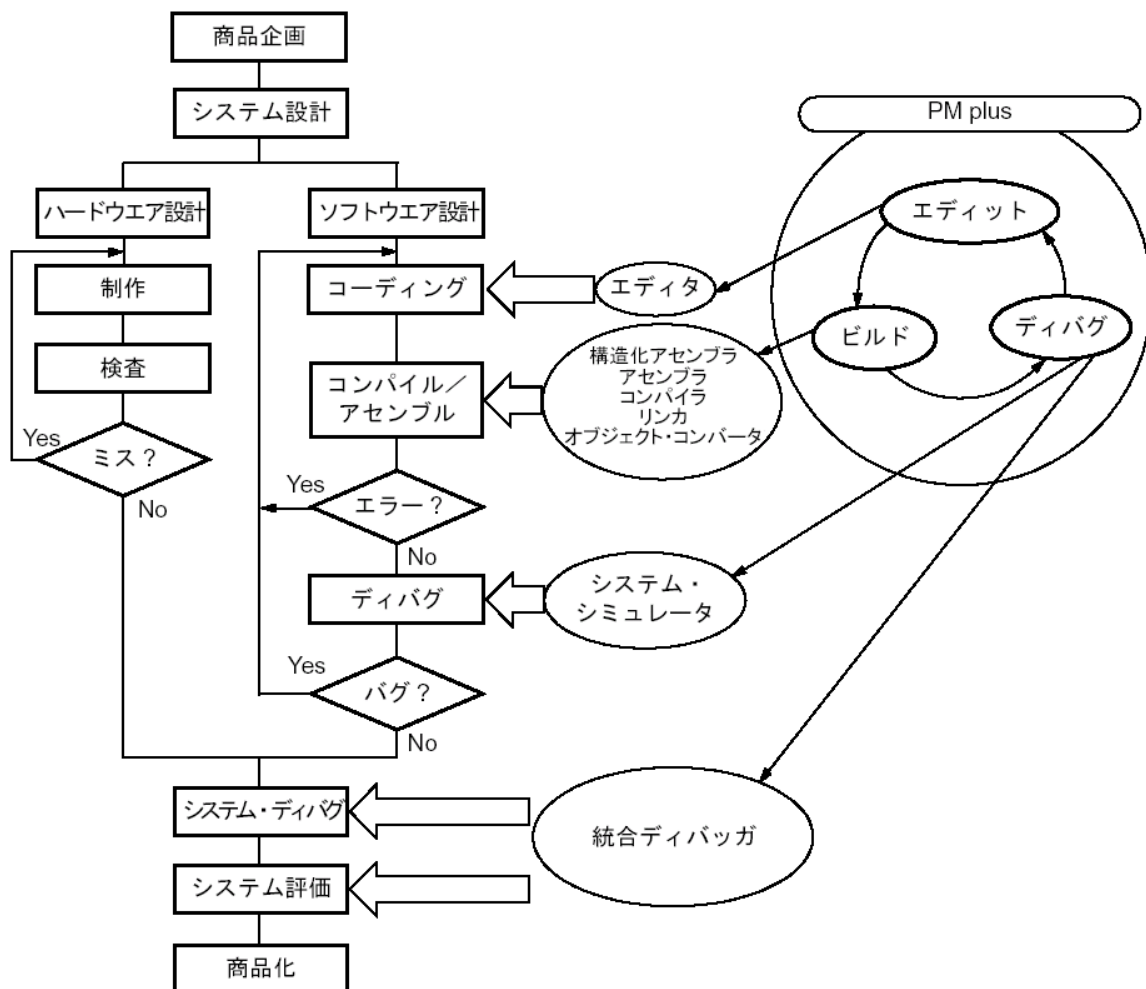 商品企画
システム設計
PM plus
ハードウエア設計
ソフトウエア設計
エディット
制作
コーディング
エディタ
ビルド
ディバグ
検査
コンパイル／
アセンブル
構造化アセンブラ
アセンブラ
コンパイラ
リンカ
オブジェクト・コンバータ
Yes
ミス？
No
Yes
エラー？
No
ディバグ
システム・
シミュレータ
Yes
バグ？
No
システム・ディバグ
統合ディバッガ
システム評価
商品化